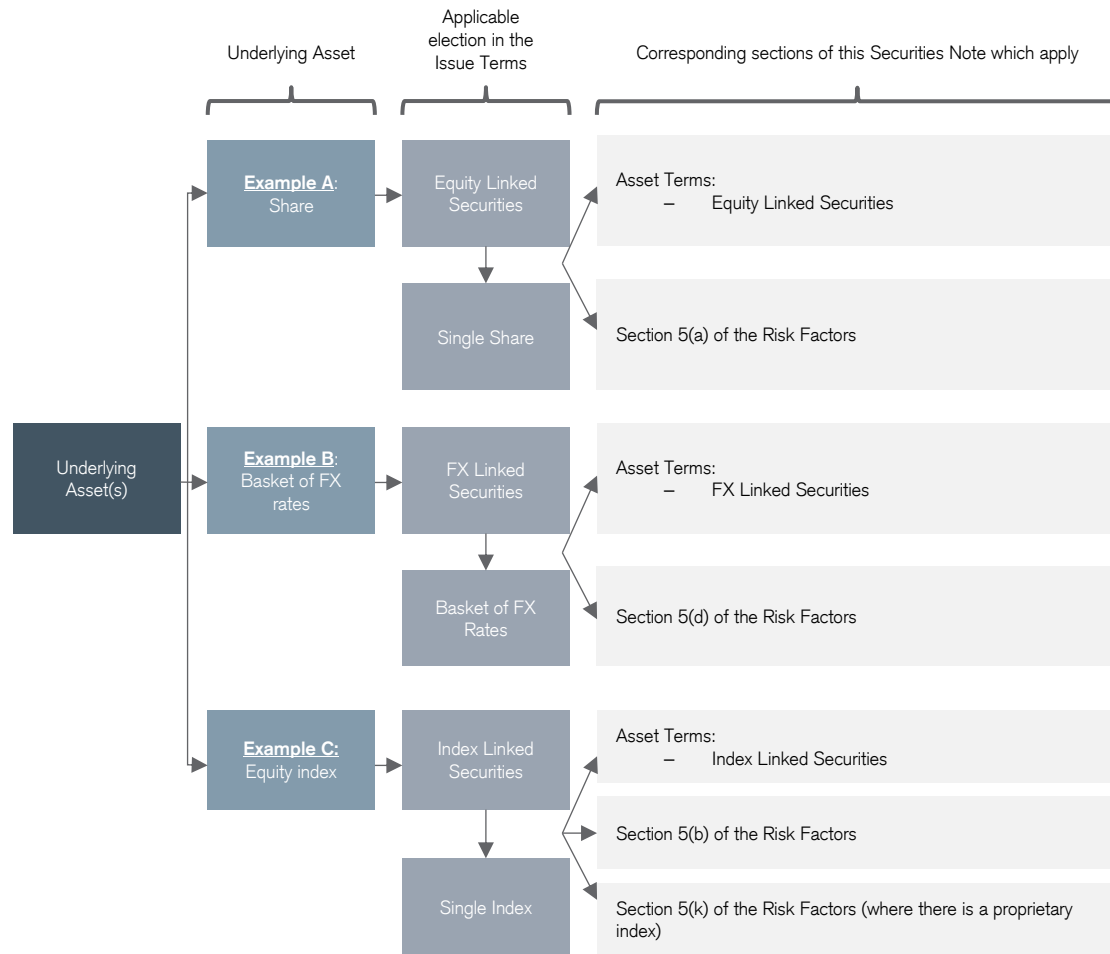 Underlying Asset
Applicable
election in the
Issue Terms
Corresponding sections of this Securities Note which apply
Underlying
Asset(s)
Example A:
Share
Equity Linked
Securities
Single Share
Asset Terms:
– Equity Linked Securities
Section 5(a) of the Risk Factors
Example B:
Basket of FX
rates
FX Linked
Securities
Basket of FX
Rates
Asset Terms:
– FX Linked Securities
Section 5(d) of the Risk Factors
Example C:
Equity index
Index Linked
Securities
Single Index
Asset Terms:
– Index Linked Securities
Section 5(b) of the Risk Factors
Section 5(k) of the Risk Factors (where there is a proprietary
index)